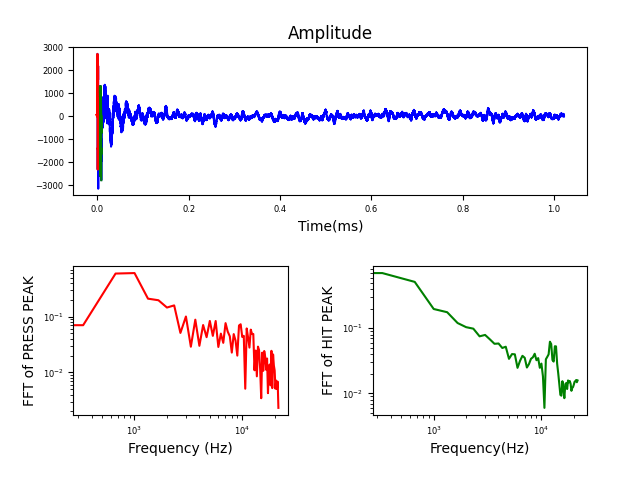 Amplitude
3000
2000
1000
0
−1000
−2000
−3000
0.0 0.2 0.4 0.6 0.8 1.0
Time(ms)
FFT of PRESS PEAK
10⁻¹
10⁻²
10³ 10⁴
Frequency (Hz)
FFT of HIT PEAK
10⁻¹
10⁻²
10³ 10⁴
Frequency(Hz)